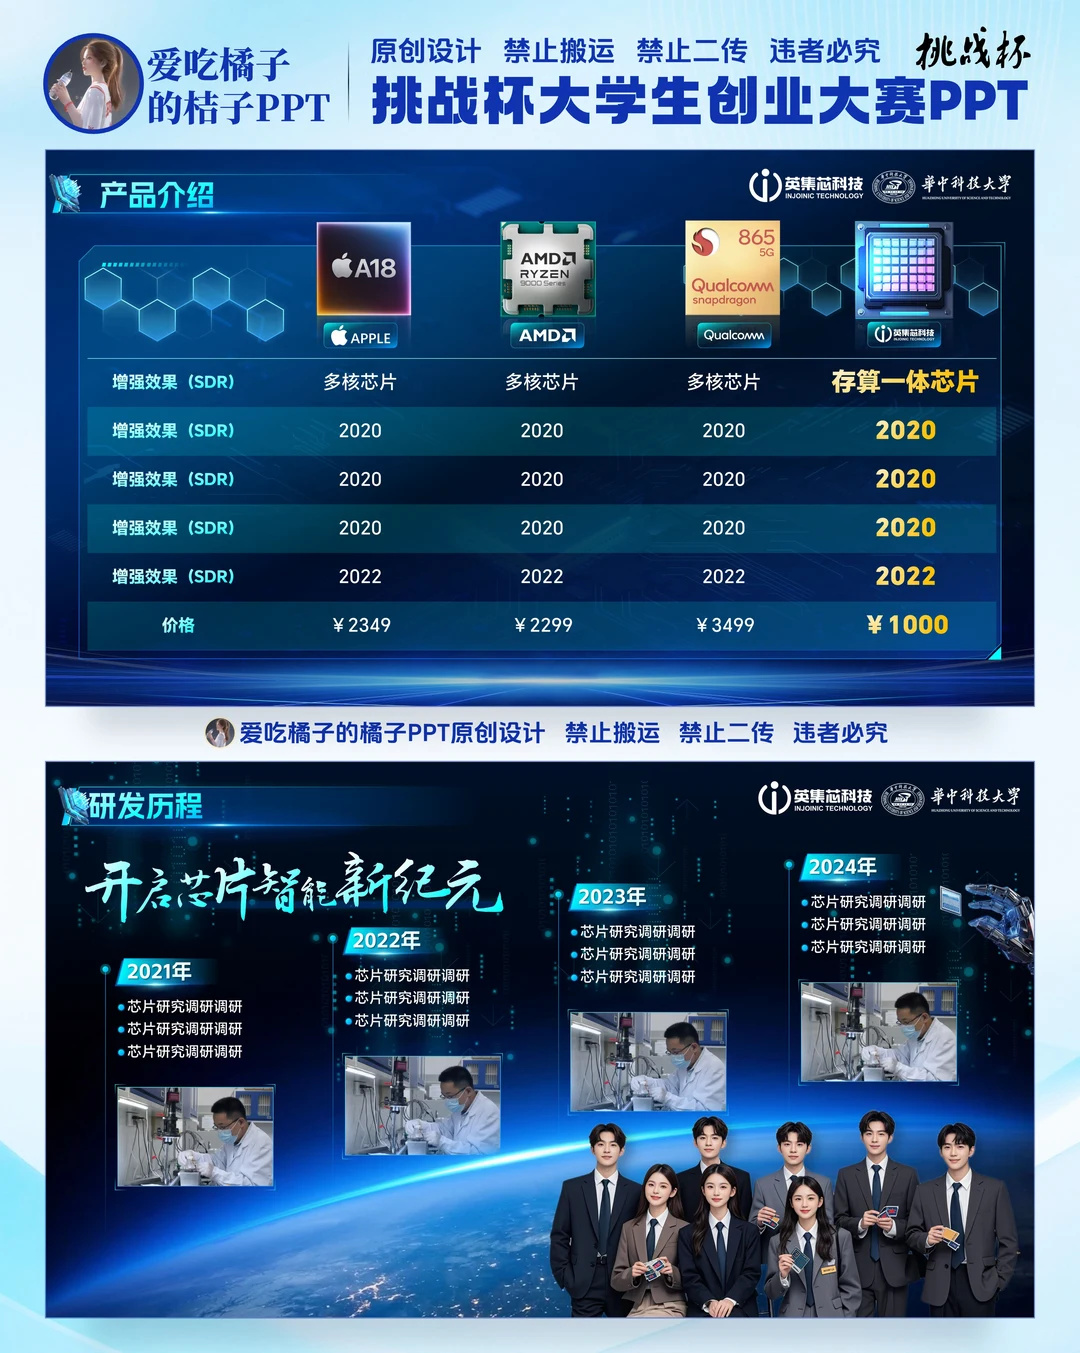 爱吃橘子
的桔子PPT
原创设计 禁止搬运 禁止二传 违者必究
挑战杯
挑战杯大学生创业大赛PPT
产品介绍
英集芯科技
INJOINIC TECHNOLOGY
華中科技大學
HUAZHONG UNIVERSITY OF SCIENCE AND TECHNOLOGY
A18
AMD
RYZEN
9000 Series
865
5G
Qualcomm
snapdragon
APPLE
AMD
Qualcomm
英集芯科技
INJOINIC TECHNOLOGY
增强效果（SDR） 多核芯片 多核芯片 多核芯片 存算一体芯片
增强效果（SDR） 2020 2020 2020 2020
增强效果（SDR） 2020 2020 2020 2020
增强效果（SDR） 2020 2020 2020 2020
增强效果（SDR） 2022 2022 2022 2022
价格 ￥2349 ￥2299 ￥3499 ￥1000
爱吃橘子的橘子PPT原创设计 禁止搬运 禁止二传 违者必究
研发历程
英集芯科技
INJOINIC TECHNOLOGY
華中科技大學
HUAZHONG UNIVERSITY OF SCIENCE AND TECHNOLOGY
开启芯片智能新纪元
2021年
芯片研究调研调研
芯片研究调研调研
芯片研究调研调研
2022年
芯片研究调研调研
芯片研究调研调研
芯片研究调研调研
2023年
芯片研究调研调研
芯片研究调研调研
芯片研究调研调研
2024年
芯片研究调研调研
芯片研究调研调研
芯片研究调研调研